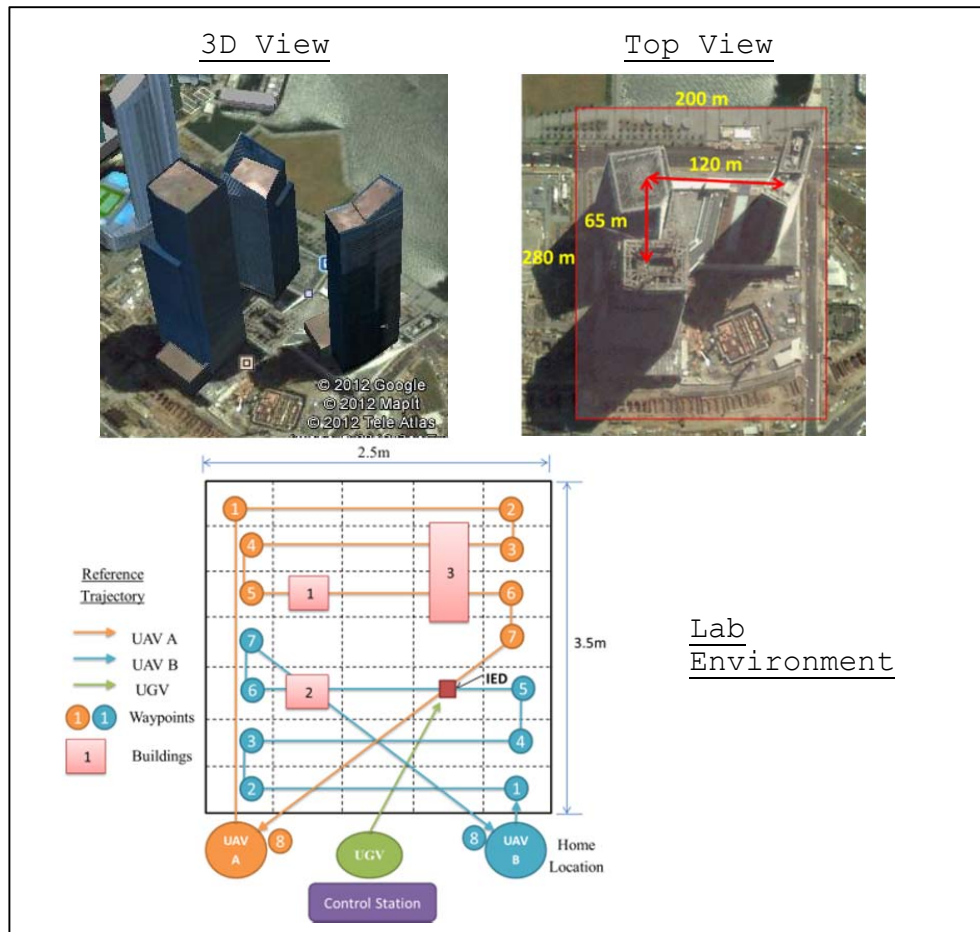 3D View
Top View
© 2012 Google
© 2012 MapIt
© 2012 Tele Atlas
200 m
120 m
65 m
280 m
2.5m
3.5m
Lab
Environment
Reference
Trajectory
UAV A
UAV B
UGV
1 1 Waypoints
1 Buildings
1 2
4 3
3
5 1 6
7 7
IED
6 2 5
3 4
2 1
UAV
A
8
UGV
8
UAV
B
Home
Location
Control Station